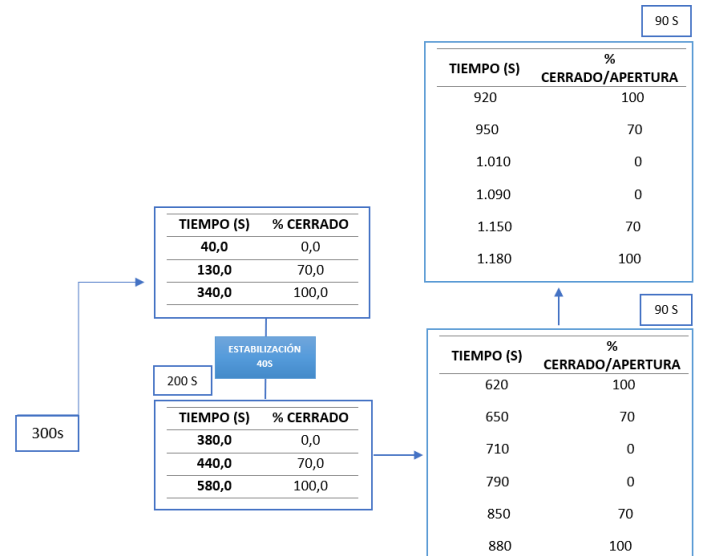 90 S
TIEMPO (S) % CERRADO/APERTURA
920 100
950 70
1.010 0
1.090 0
1.150 70
1.180 100
TIEMPO (S) % CERRADO
40,0 0,0
130,0 70,0
340,0 100,0
ESTABILIZACIÓN
40S
200 S
TIEMPO (S) % CERRADO
380,0 0,0
440,0 70,0
580,0 100,0
300s
90 S
TIEMPO (S) % CERRADO/APERTURA
620 100
650 70
710 0
790 0
850 70
880 100